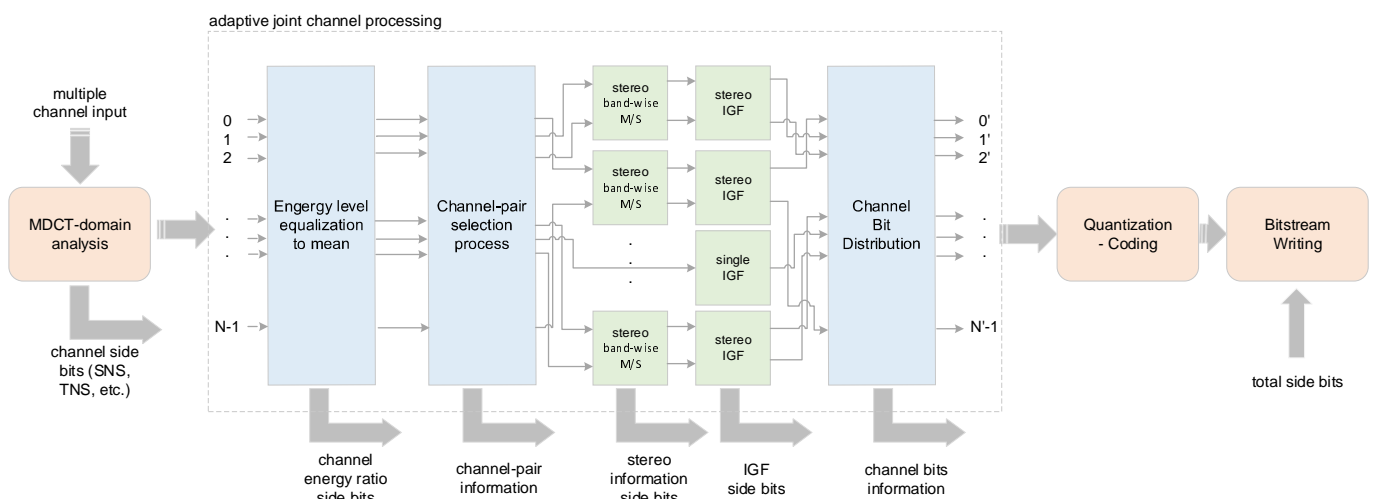 adaptive joint channel processing
multiple
channel input
MDCT-domain
analysis
channel side
bits (SNS,
TNS, etc.)
0
1
2
.
.
.
N-1
Engergy level
equalization
to mean
Channel-pair
selection
process
stereo
band-wise
M/S
stereo
IGF
stereo
band-wise
M/S
stereo
IGF
.
.
.
single
IGF
stereo
band-wise
M/S
stereo
IGF
Channel
Bit
Distribution
0'
1'
2'
.
.
.
N'-1
Quantization
- Coding
Bitstream
Writing
total side bits
channel
energy ratio
side bits
channel-pair
information
stereo
information
side bits
IGF
side bits
channel bits
information